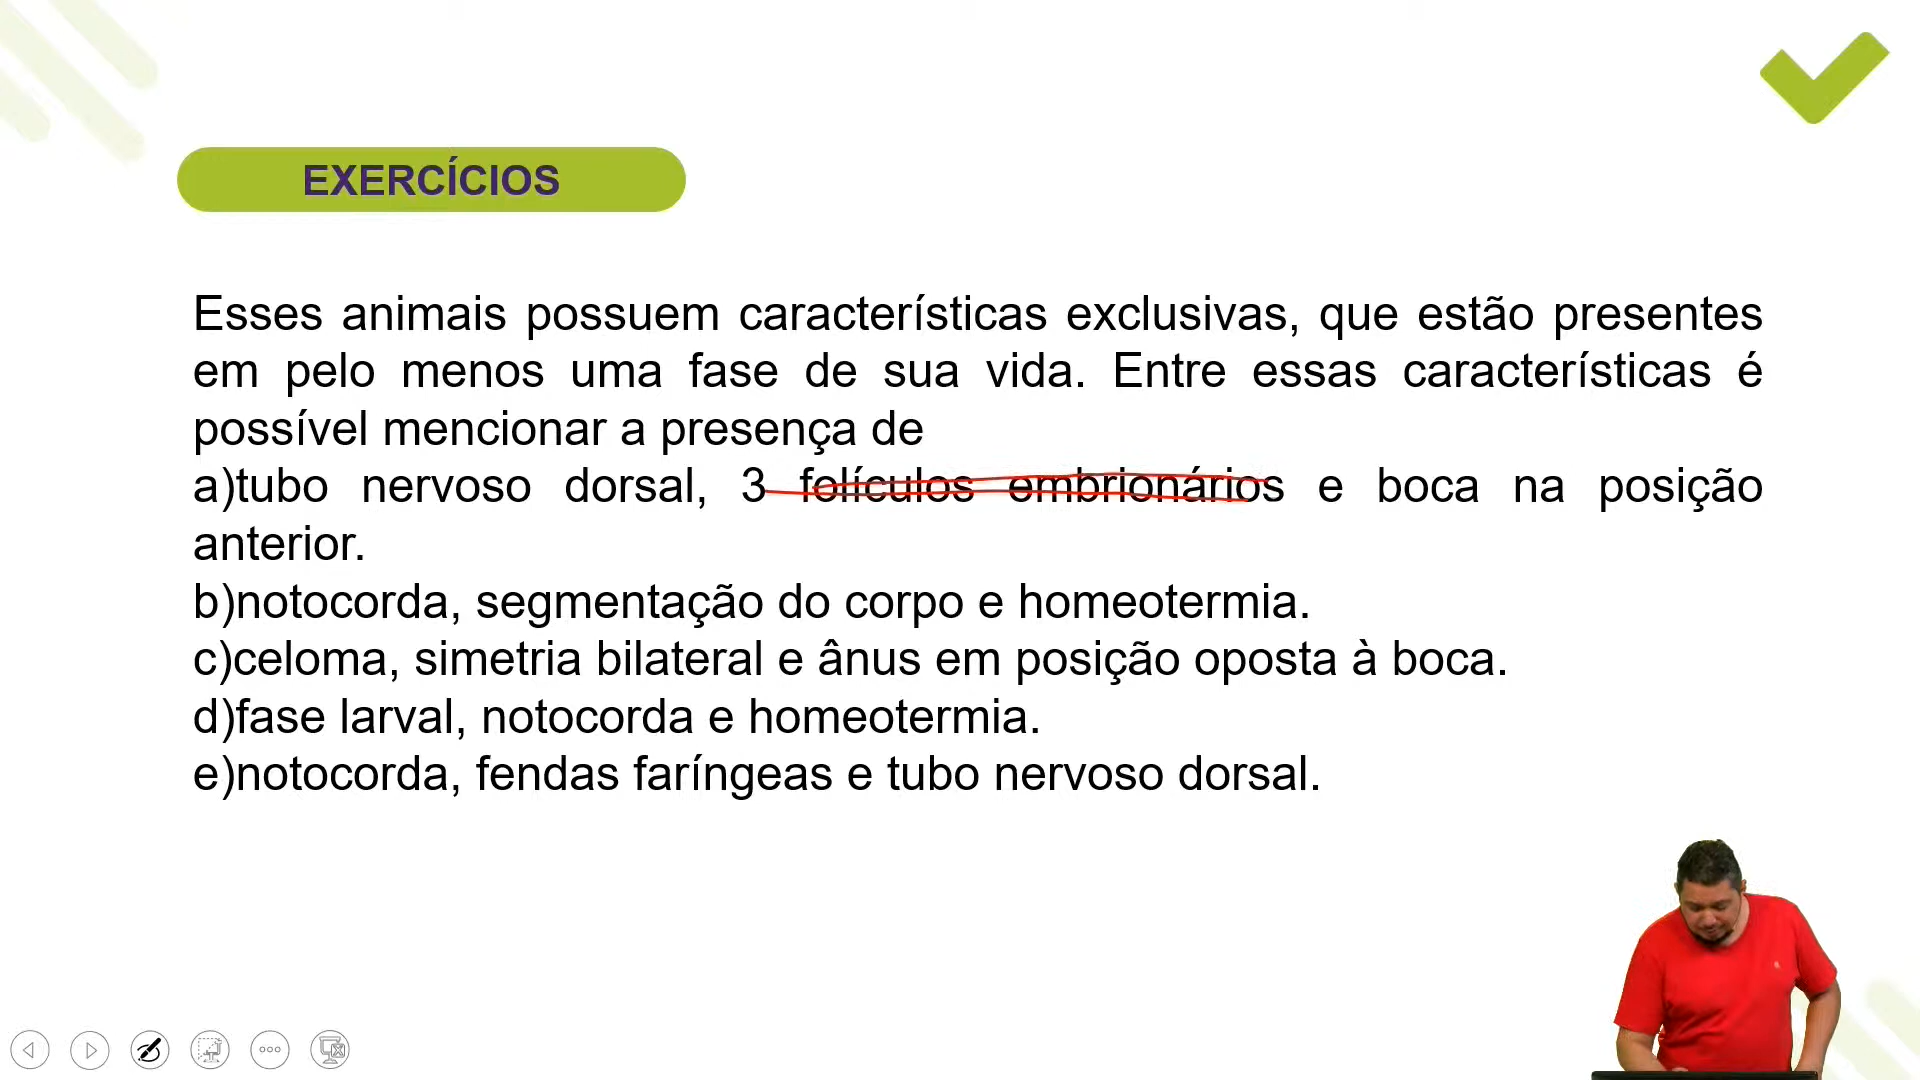 EXERCÍCIOS
Esses animais possuem características exclusivas, que estão presentes
em pelo menos uma fase de sua vida. Entre essas características é
possível mencionar a presença de
a)tubo nervoso dorsal, 3 folículos embrionários e boca na posição
anterior.
b)notocorda, segmentação do corpo e homeotermia.
c)celoma, simetria bilateral e ânus em posição oposta à boca.
d)fase larval, notocorda e homeotermia.
e)notocorda, fendas faríngeas e tubo nervoso dorsal.